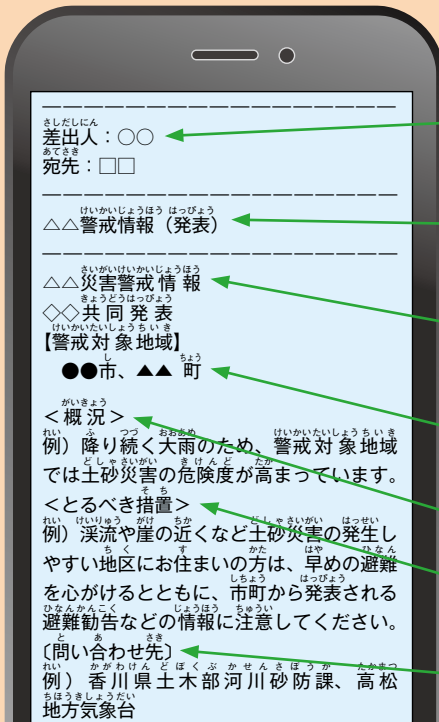 ————————————————
差出人：○○
宛先：□□
————————————————
△△警戒情報（発表）
————————————————
△△災害警戒情報
◇◇共同発表
【警戒対象地域】
●●市、▲▲ 町
＜概況＞
例）降り続く大雨のため、警戒対象地域
では土砂災害の危険度が高まっています。
＜とるべき措置＞
例）渓流や崖の近くなど土砂災害の発生し
やすい地区にお住まいの方は、早めの避難
を心がけるとともに、市町から発表される
避難勧告などの情報に注意してください。
〔問い合わせ先〕
例）香川県土木部河川砂防課、高松
地方気象台